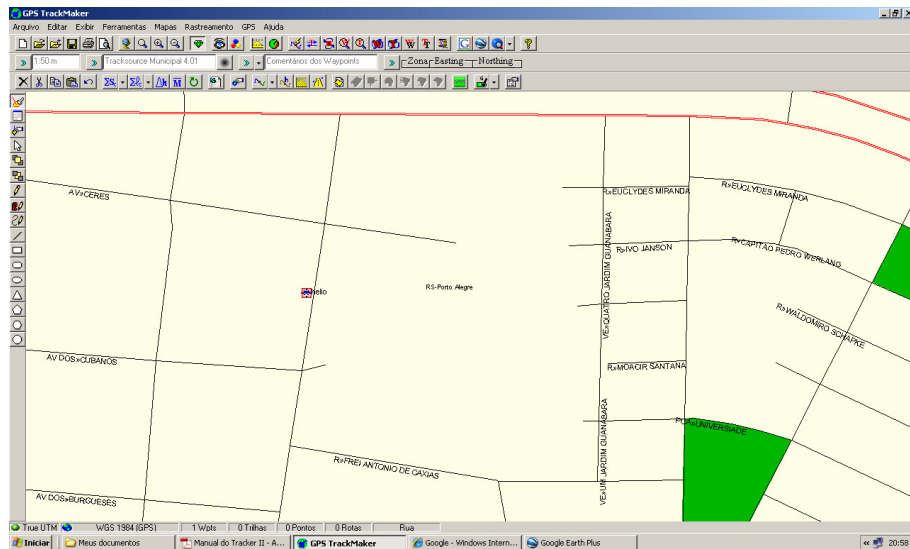 GPS TrackMaker
Arquivo Editar Exibir Ferramentas Mapas Rastreamento GPS Ajuda
1:50 m Tracksource Municipal 4.01 Comentários dos Waypoints Zona Easting Northing
R»EUCLYDES MIRANDA
R»EUCLYDES MIRANDA
AV»CERES
R»IVO JANSON
R»CAPITAO PEDRO WERLANG
VE»QUATRO JARDIM GUANABARA
RS-Porto Alegre
R»WALDOMIRO SCHAPKE
AV DOS»CUBANOS
R»MOACIR SANTANA
PCA»UNIVERSIADE
VE»UM JARDIM GUANABARA
R»FREI ANTONIO DE CAXIAS
AV DOS»BURGUESES
True UTM WGS 1984 (GPS) 1 Wpts 0 Trilhas 0 Pontos 0 Rotas Rua
Iniciar Meus documentos Manual do Tracker II - A... GPS TrackMaker Google - Windows Intern... Google Earth Plus 20:58